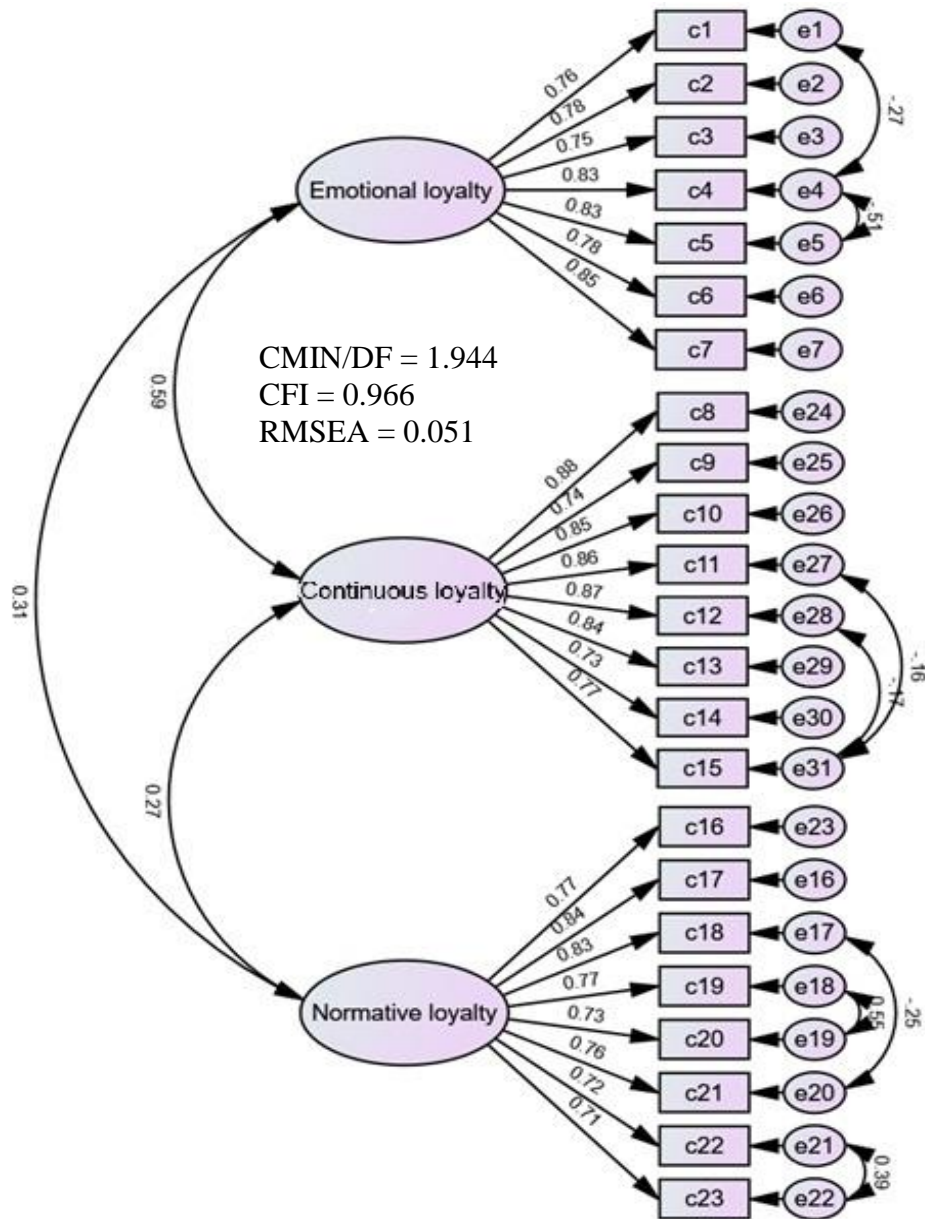 c1 e1
0.76
c2 e2
0.78
-.27
c3 e3
0.75
Emotional loyalty
0.83
c4 e4
-.51
0.83
c5 e5
0.78
c6 e6
0.85
c7 e7
CMIN/DF = 1.944
CFI = 0.966
RMSEA = 0.051
0.59
0.31
c8 e24
0.88
c9 e25
0.74
c10 e26
0.85
c11 e27
0.86
Continuous loyalty
0.87
c12 e28
0.84
c13 e29
-.16
-.17
0.73
c14 e30
0.77
c15 e31
0.27
c16 e23
0.77
c17 e16
0.84
c18 e17
0.83
c19 e18
0.77
Normative loyalty
0.55
-.25
0.73
c20 e19
0.76
c21 e20
0.72
c22 e21
0.71
0.39
c23 e22